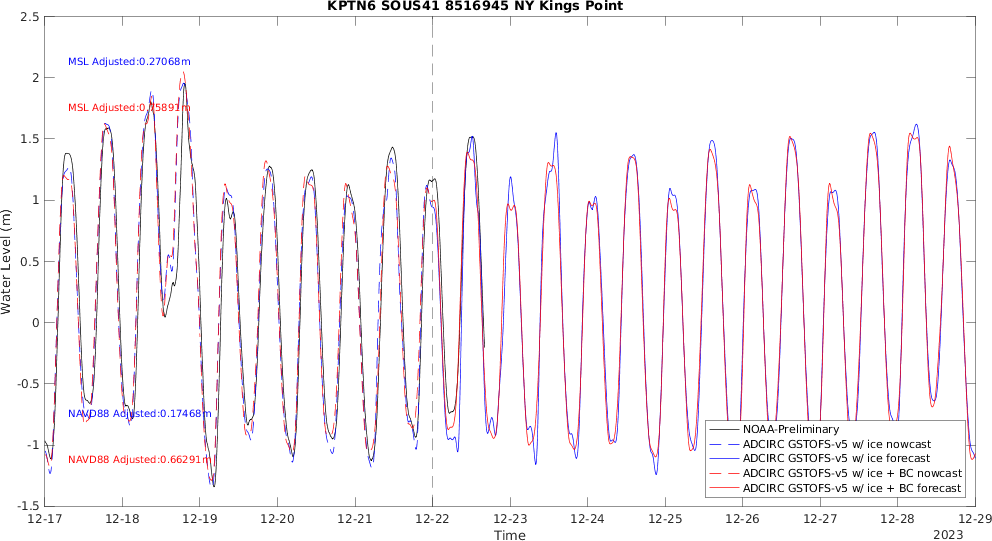 KPTN6 SOUS41 8516945 NY Kings Point
2.5
2
1.5
1
0.5
0
-0.5
-1
-1.5
Water Level (m)
MSL Adjusted:0.27068m
MSL Adjusted:0.75891m
NAVD88 Adjusted:0.17468m
NAVD88 Adjusted:0.66291m
NOAA-Preliminary
ADCIRC GSTOFS-v5 w/ ice nowcast
ADCIRC GSTOFS-v5 w/ ice forecast
ADCIRC GSTOFS-v5 w/ ice + BC nowcast
ADCIRC GSTOFS-v5 w/ ice + BC forecast
12-17 12-18 12-19 12-20 12-21 12-22 12-23 12-24 12-25 12-26 12-27 12-28 12-29
Time
2023